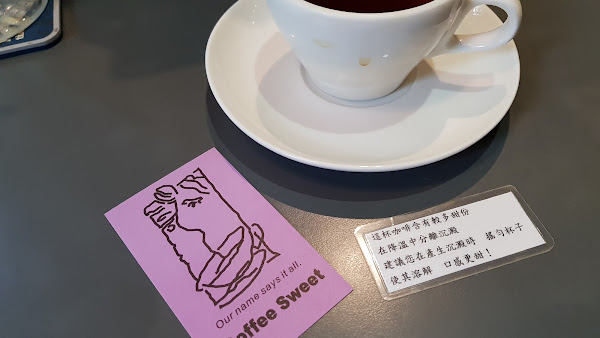 Our name says it all.
Coffee Sweet
這杯咖啡含有較多甜份
在降溫中分離沉澱
建議您在產生沉澱時 搖勻杯子
使其溶解 口感更甜！